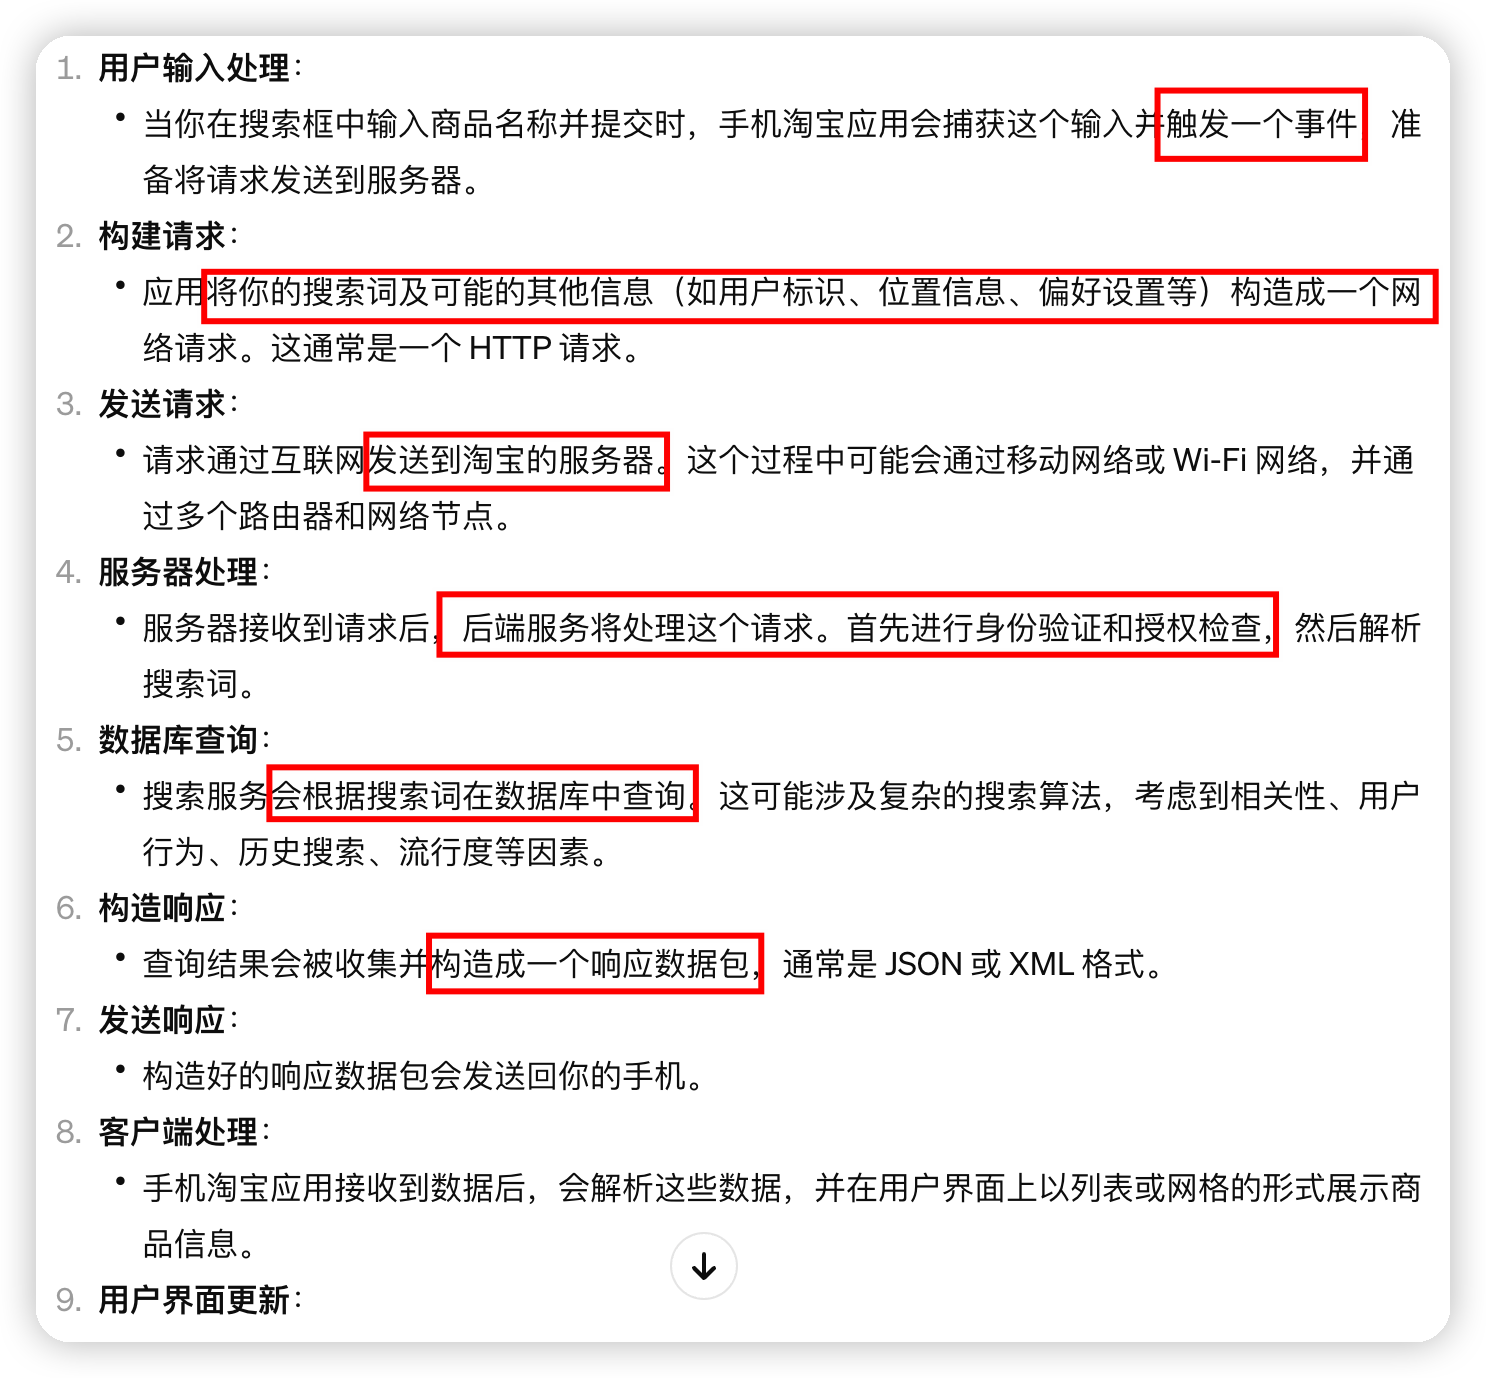 1. 用户输入处理：
• 当你在搜索框中输入商品名称并提交时，手机淘宝应用会捕获这个输入并触发一个事件，准
备将请求发送到服务器。
2. 构建请求：
• 应用将你的搜索词及可能的其他信息（如用户标识、位置信息、偏好设置等）构造成一个网
络请求。这通常是一个 HTTP 请求。
3. 发送请求：
• 请求通过互联网发送到淘宝的服务器。这个过程中可能会通过移动网络或 Wi-Fi 网络，并通
过多个路由器和网络节点。
4. 服务器处理：
• 服务器接收到请求后，后端服务将处理这个请求。首先进行身份验证和授权检查，然后解析
搜索词。
5. 数据库查询：
• 搜索服务会根据搜索词在数据库中查询。这可能涉及复杂的搜索算法，考虑到相关性、用户
行为、历史搜索、流行度等因素。
6. 构造响应：
• 查询结果会被收集并构造成一个响应数据包，通常是 JSON 或 XML 格式。
7. 发送响应：
• 构造好的响应数据包会发送回你的手机。
8. 客户端处理：
• 手机淘宝应用接收到数据后，会解析这些数据，并在用户界面上以列表或网格的形式展示商
品信息。
9. 用户界面更新：